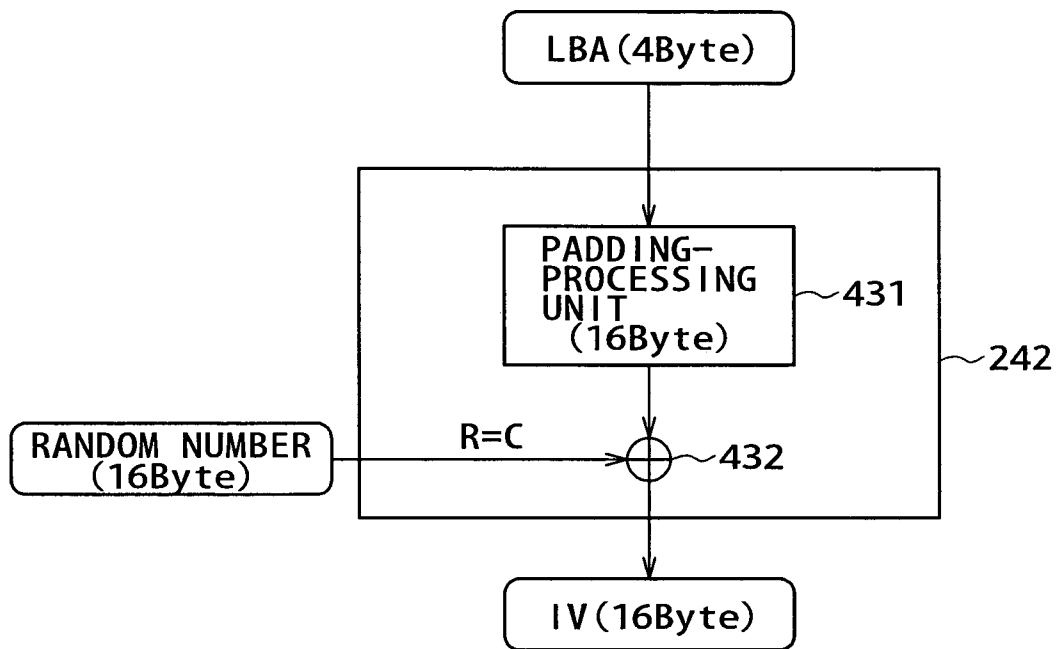 LBA(4Byte)
PADDING-
PROCESSING
UNIT
(16Byte)
431
242
RANDOM NUMBER
(16Byte)
R=C
432
IV(16Byte)